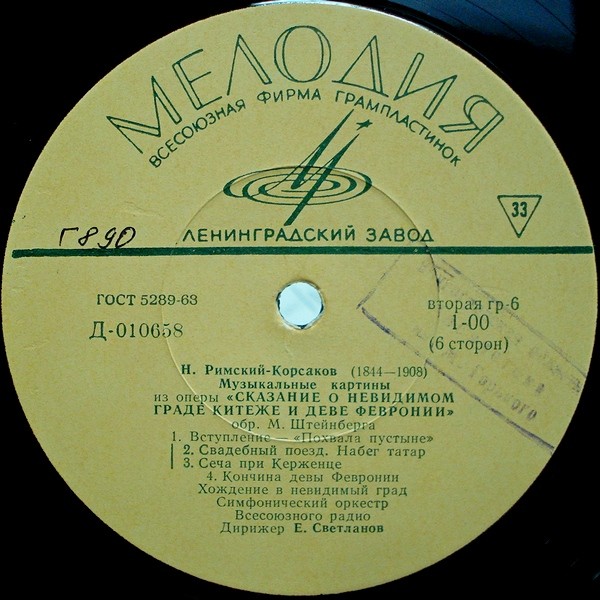 МЕЛОДИЯ
ВСЕСОЮЗНАЯ ФИРМА ГРАМПЛАСТИНОК
33
Г890
ЛЕНИНГРАДСКИЙ ЗАВОД
ГОСТ 5289-63
вторая гр-6
Д-010658
1-00
(6 сторон)
Н. Римский-Корсаков (1844—1908)
Музыкальные картины
из оперы «СКАЗАНИЕ О НЕВИДИМОМ
ГРАДЕ КИТЕЖЕ И ДЕВЕ ФЕВРОНИИ»
обр. М. Штейнберга
1. Вступление — «Похвала пустыне»
2. Свадебный поезд. Набег татар
3. Сеча при Керженце
4. Кончина девы Февронии
Хождение в невидимый град
Симфонический оркестр
Всесоюзного радио
Дирижер Е. Светланов
Горького